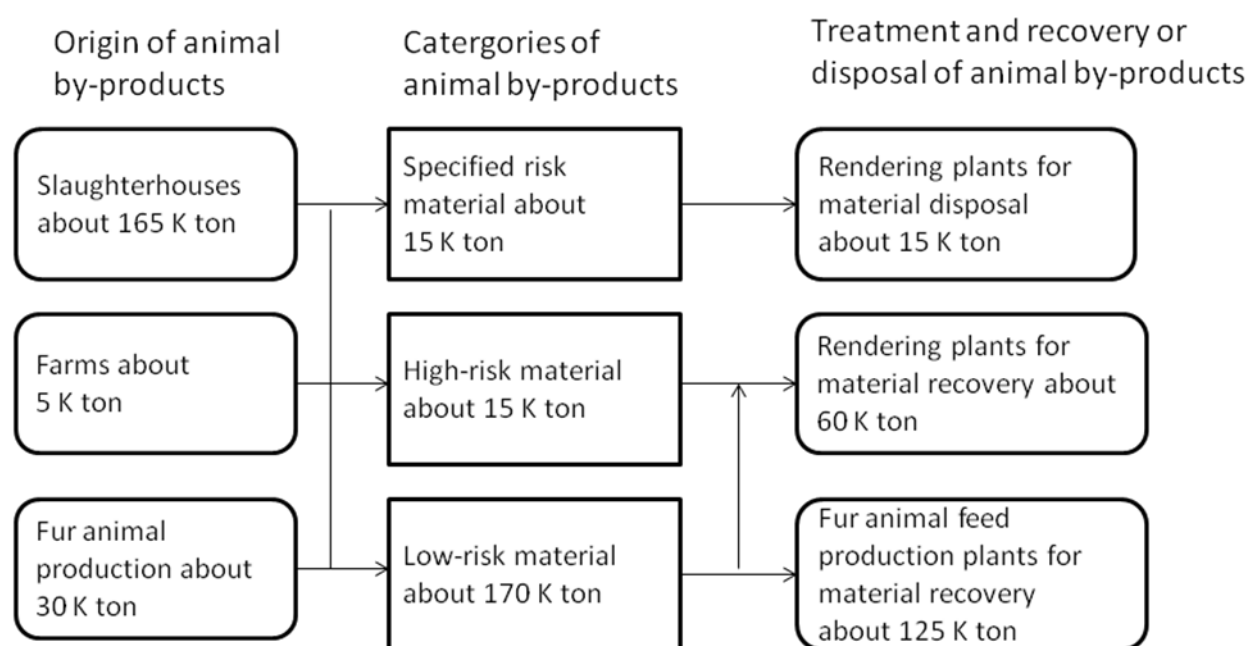 Origin of animal
by-products
Catergories of
animal by-products
Treatment and recovery or
disposal of animal by-products
Slaughterhouses
about 165 K ton
Specified risk
material about
15 K ton
Rendering plants for
material disposal
about 15 K ton
Farms about
5 K ton
High-risk material
about 15 K ton
Rendering plants for
material recovery about
60 K ton
Fur animal
production about
30 K ton
Low-risk material
about 170 K ton
Fur animal feed
production plants for
material recovery
about 125 K ton